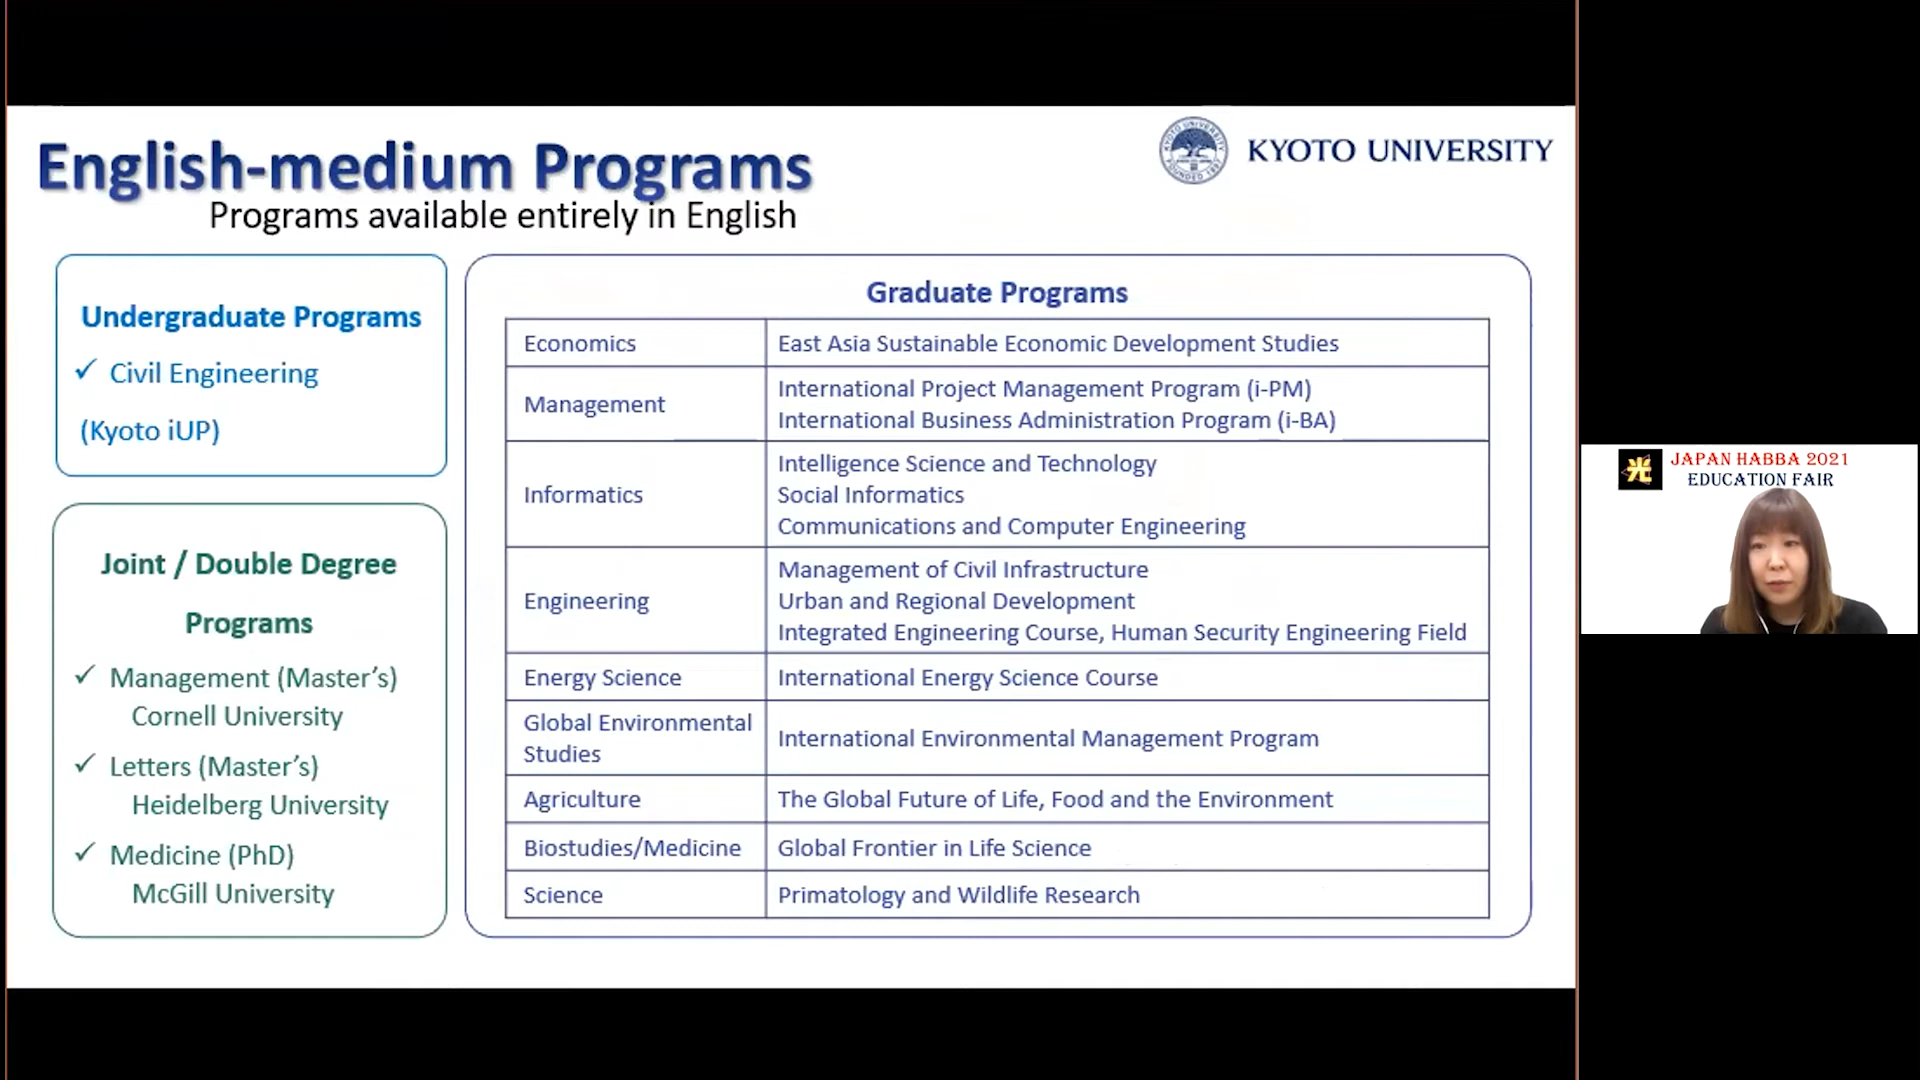 English-medium Programs
Programs available entirely in English
KYOTO UNIVERSITY
Undergraduate Programs
✓ Civil Engineering
(Kyoto iUP)
Joint / Double Degree
Programs
✓ Management (Master's)
Cornell University
✓ Letters (Master's)
Heidelberg University
✓ Medicine (PhD)
McGill University
Graduate Programs
Economics
East Asia Sustainable Economic Development Studies
Management
International Project Management Program (i-PM)
International Business Administration Program (i-BA)
Informatics
Intelligence Science and Technology
Social Informatics
Communications and Computer Engineering
Engineering
Management of Civil Infrastructure
Urban and Regional Development
Integrated Engineering Course, Human Security Engineering Field
Energy Science
International Energy Science Course
Global Environmental
Studies
International Environmental Management Program
Agriculture
The Global Future of Life, Food and the Environment
Biostudies/Medicine
Global Frontier in Life Science
Science
Primatology and Wildlife Research
光
JAPAN HABBA 2021
EDUCATION FAIR